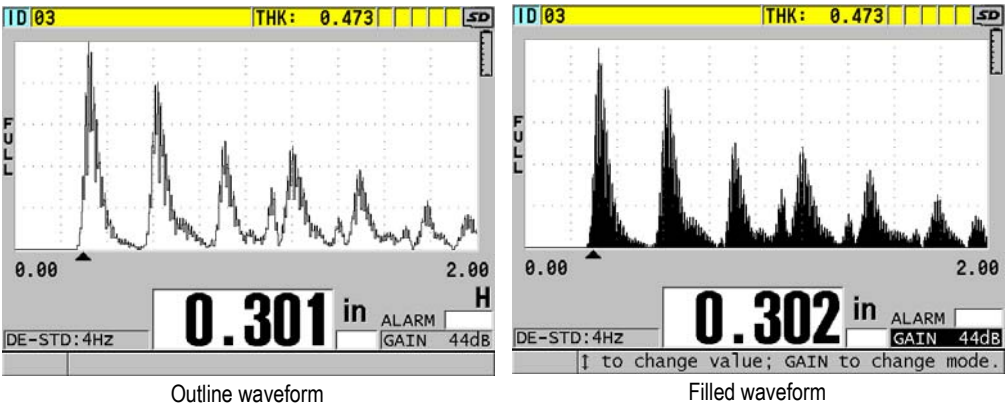 ID 03 THK: 0.473 SD
FULL
0.00 2.00
0.301 in H
ALARM
DE-STD:4Hz GAIN 44dB
Outline waveform
ID 03 THK: 0.473 SD
FULL
0.00 2.00
0.302 in
ALARM
DE-STD:4Hz GAIN 44dB
↕ to change value; GAIN to change mode.
Filled waveform